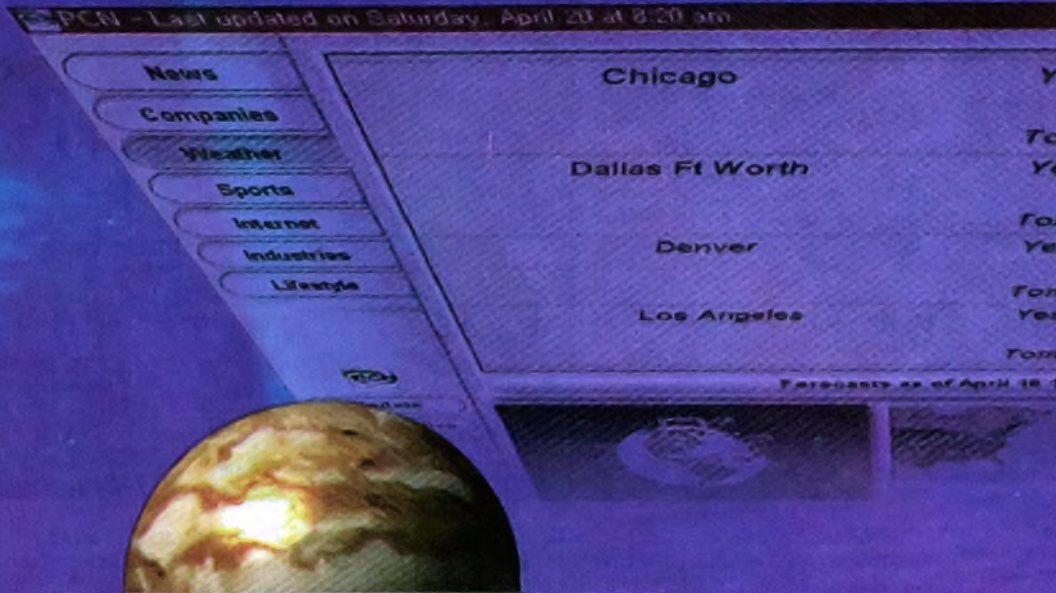 PCN - Last updated on Saturday, April 20 at 8:20 am
News
Companies
Weather
Sports
Internet
Industries
Lifestyle
Chicago
Dallas Ft Worth
Denver
Los Angeles
Forecasts as of April